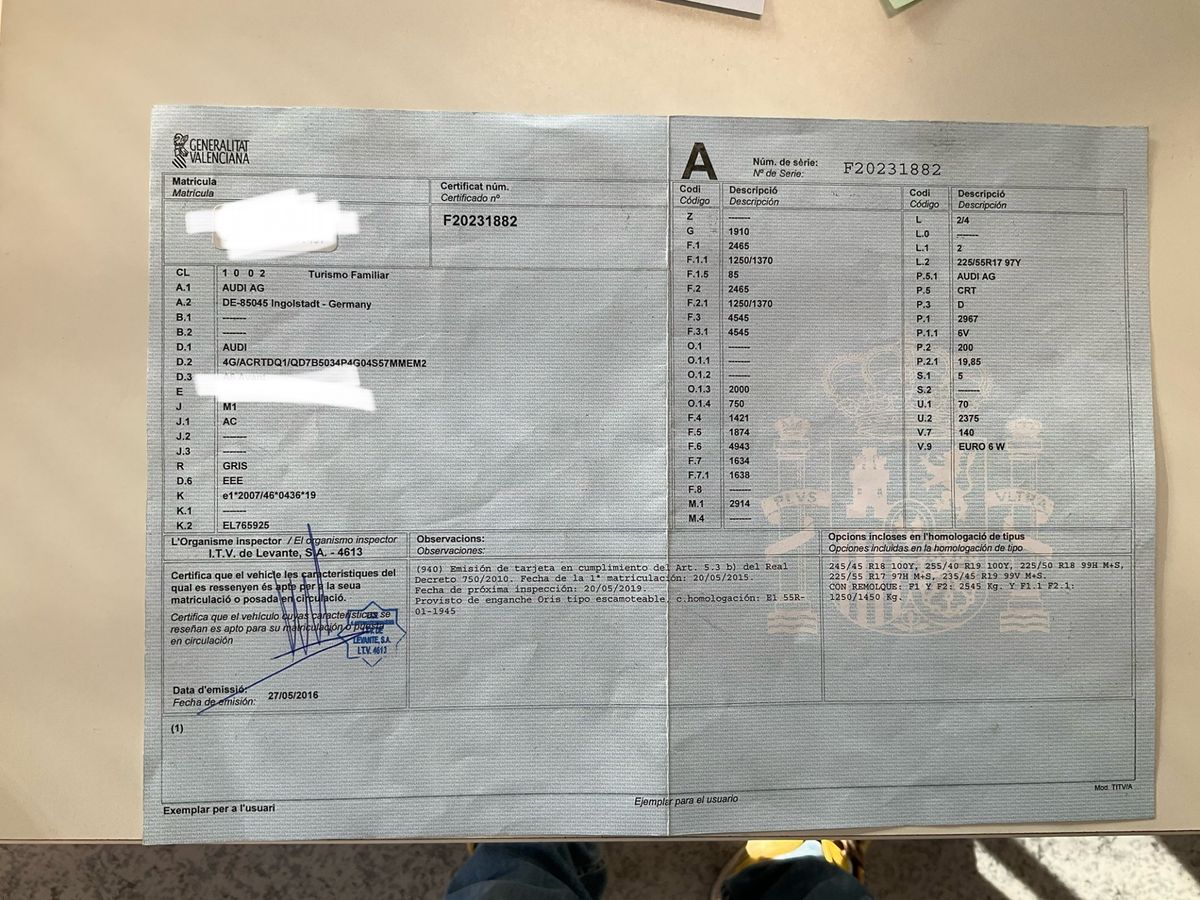 GENERALITAT
VALENCIANA
Matrícula
Matrícula
Certificat núm.
Certificado nº
F20231882
CL 1 0 0 2 Turismo Familiar
A.1 AUDI AG
A.2 DE-85045 Ingolstadt - Germany
B.1 -------
B.2 -------
D.1 AUDI
D.2 4G/ACRTDQ1/QD7B5034P4G04S57MMEM2
D.3
E
J M1
J.1 AC
J.2 -------
J.3 -------
R GRIS
D.6 EEE
K e1*2007/46*0436*19
K.1 -------
K.2 EL765925
L'Organisme inspector / El organismo inspector
I.T.V. de Levante, S.A. - 4613
Certifica que el vehicle les característiques del
qual es ressenyen és apte per a la seua
matriculació o posada en circulació.
Certifica que el vehículo cuyas características se
reseñan es apto para su matriculación o puesta
en circulación
LEVANTE, S.A.
I.T.V. 4613
Data d'emissió:
Fecha de emisión:
27/05/2016
Observacions:
Observaciones:
(940) Emisión de tarjeta en cumplimiento del Art. 5.3 b) del Real
Decreto 750/2010. Fecha de la 1ª matriculación: 20/05/2015.
Fecha de próxima inspección: 20/05/2019.
Provisto de enganche Oris tipo escamoteable, c.homologación: E1 55R-
01-1945
A
Núm. de sèrie:
Nº de Serie:
F20231882
Codi
Código
Descripció
Descripción
Z -------
G 1910
F.1 2465
F.1.1 1250/1370
F.1.5 85
F.2 2465
F.2.1 1250/1370
F.3 4545
F.3.1 4545
O.1 -------
O.1.1 -------
O.1.2 -------
O.1.3 2000
O.1.4 750
F.4 1421
F.5 1874
F.6 4943
F.7 1634
F.7.1 1638
F.8 -------
M.1 2914
M.4 -------
Codi
Código
Descripció
Descripción
L 2/4
L.0 -------
L.1 2
L.2 225/55R17 97Y
P.5.1 AUDI AG
P.5 CRT
P.3 D
P.1 2967
P.1.1 6V
P.2 200
P.2.1 19,85
S.1 5
S.2 -------
U.1 70
U.2 2375
V.7 140
V.9 EURO 6 W
PLVS
VLTRA
Opcions incloses en l'homologació de tipus
Opciones incluidas en la homologación de tipo
245/45 R18 100Y, 255/40 R19 100Y, 225/50 R18 99H M+S,
225/55 R17 97H M+S, 235/45 R19 99V M+S.
CON REMOLQUE: F1 Y F2: 2545 Kg. Y F1.1 F2.1:
1250/1450 Kg.
(1)
Exemplar per a l'usuari
Ejemplar para el usuario
Mod. TITV/A